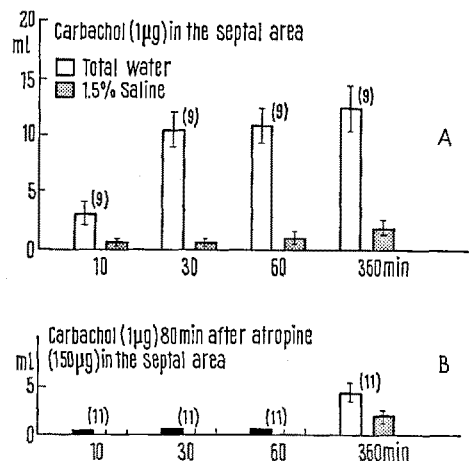 20
ml
Carbachol (1µg) in the septal area
Total water
1.5% Saline
15
10
5
0
(9)
(9)
(9)
(9)
A
10 30 60 360min
Carbachol (1µg) 80min after atropine
(150µg) in the septal area
B
ml
5
0
(11)
(11)
(11)
(11)
10 30 60 360min